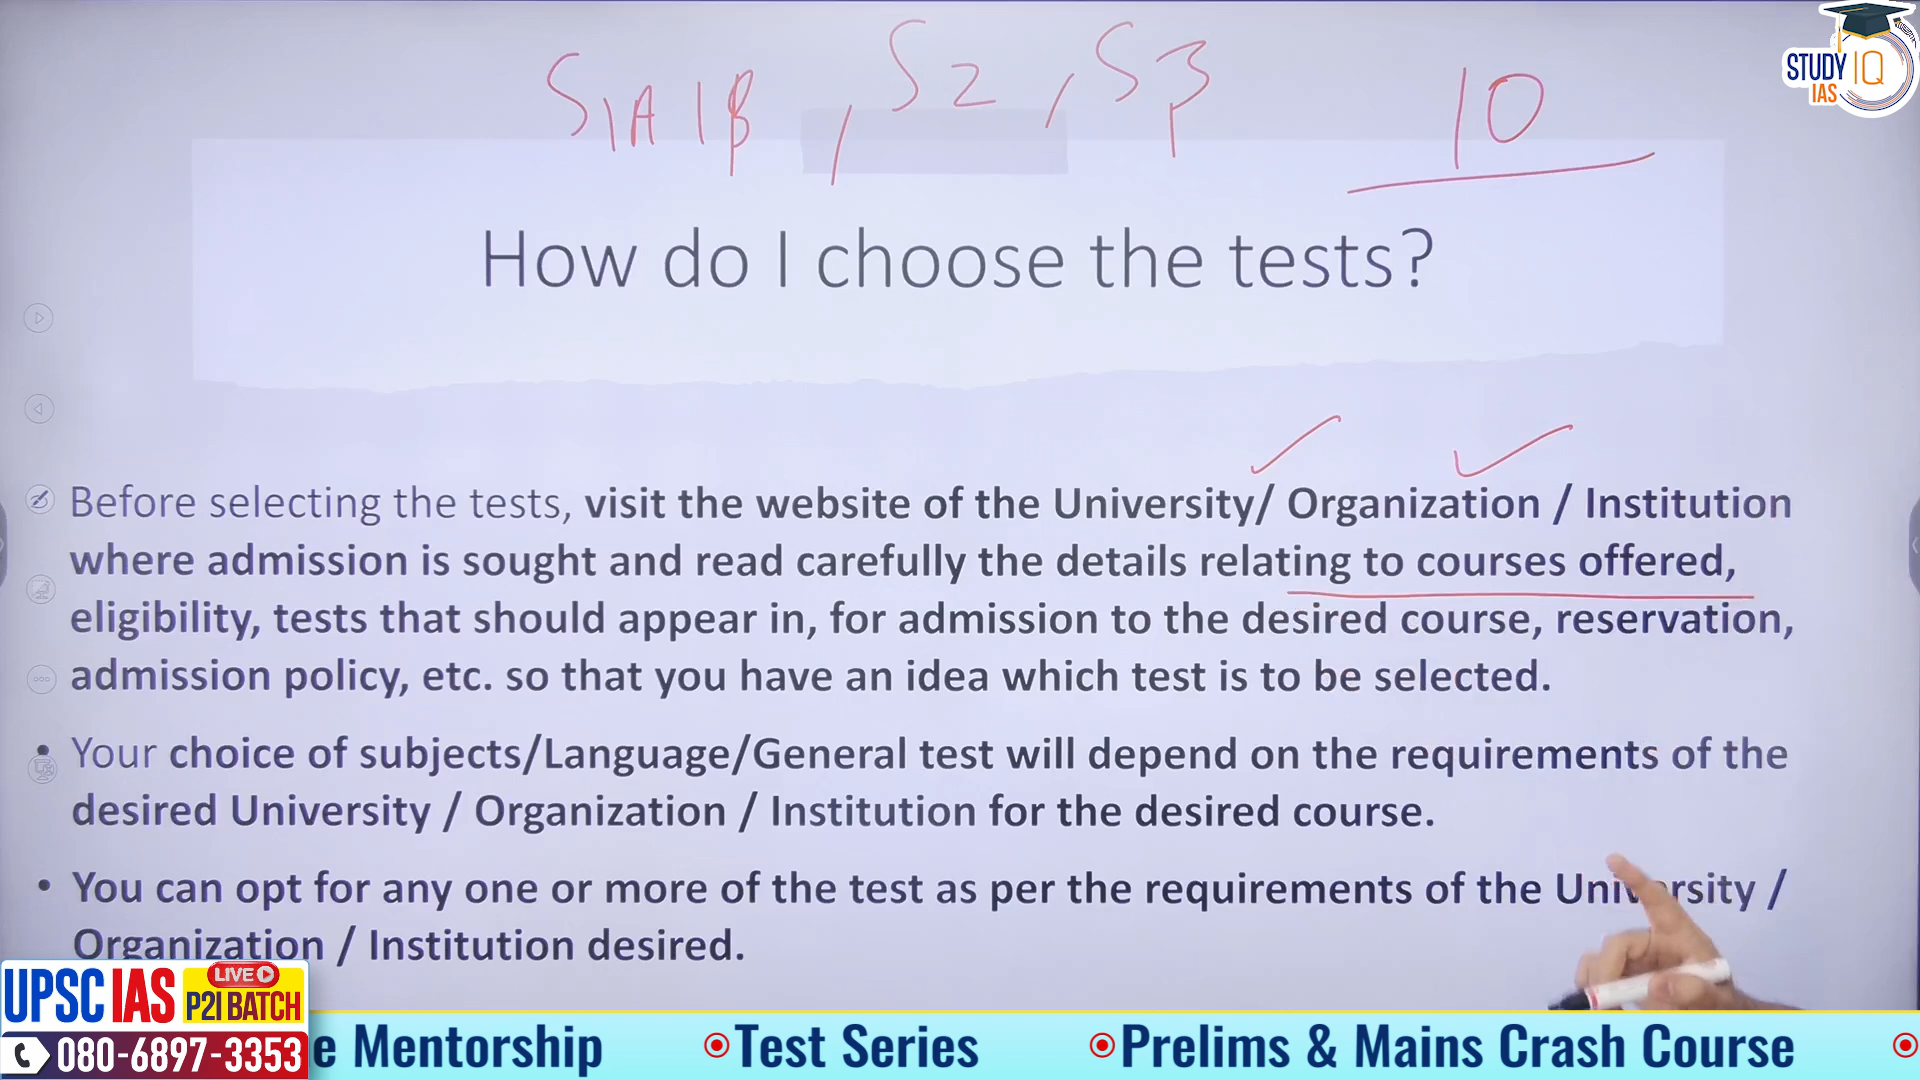 S1A 1B , S2 , S3 10
STUDY IQ
IAS
How do I choose the tests?
Before selecting the tests, visit the website of the University/ Organization / Institution
where admission is sought and read carefully the details relating to courses offered,
eligibility, tests that should appear in, for admission to the desired course, reservation,
admission policy, etc. so that you have an idea which test is to be selected.
• Your choice of subjects/Language/General test will depend on the requirements of the
desired University / Organization / Institution for the desired course.
• You can opt for any one or more of the test as per the requirements of the University /
Organization / Institution desired.
LIVE
UPSC IAS P2I BATCH
080-6897-3353
e Mentorship Test Series Prelims & Mains Crash Course